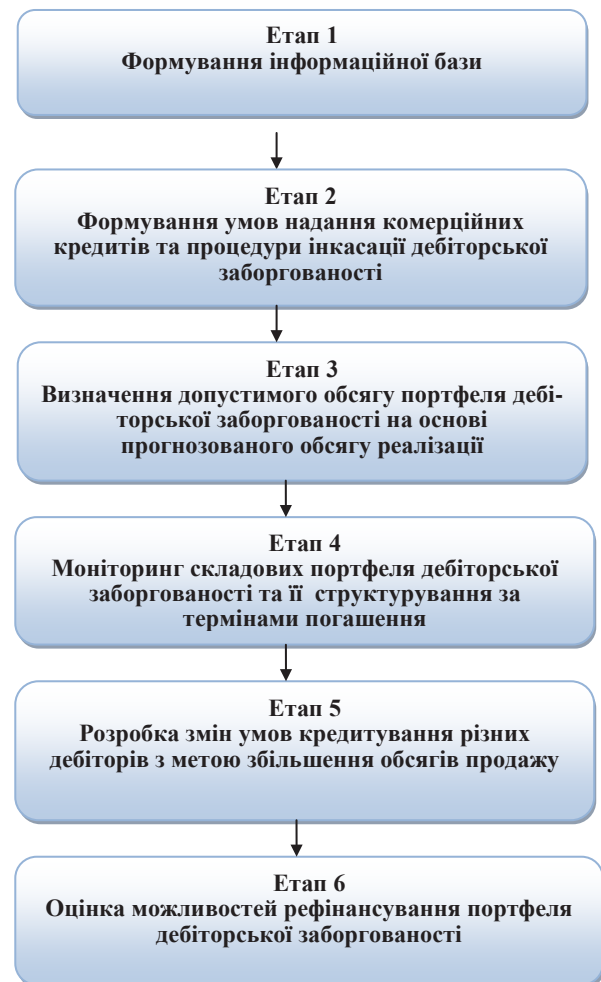 Етап 1
Формування інформаційної бази
Етап 2
Формування умов надання комерційних
кредитів та процедури інкасації дебіторської
заборгованості
Етап 3
Визначення допустимого обсягу портфеля дебі-
торської заборгованості на основі
прогнозованого обсягу реалізації
Етап 4
Моніторинг складових портфеля дебіторської
заборгованості та її структурування за
термінами погашення
Етап 5
Розробка змін умов кредитування різних
дебіторів з метою збільшення обсягів продажу
Етап 6
Оцінка можливостей рефінансування портфеля
дебіторської заборгованості